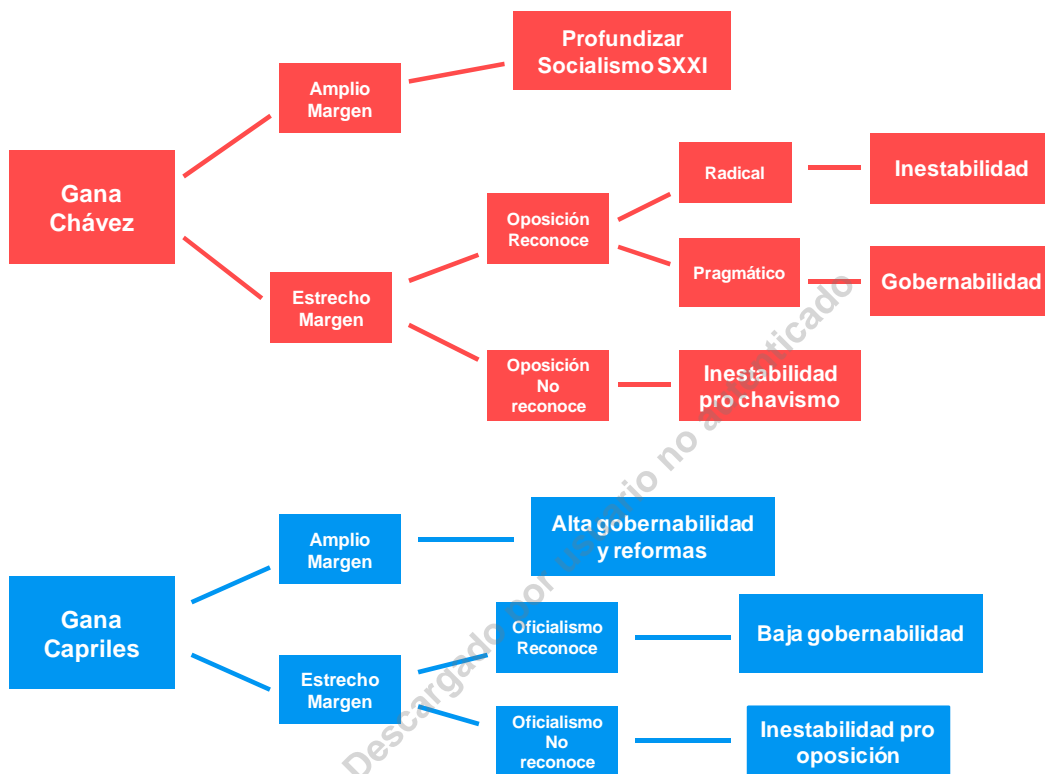 Profundizar
Socialismo SXXI
Amplio
Margen
Gana
Chávez
Radical
Inestabilidad
Oposición
Reconoce
Pragmático
Gobernabilidad
Estrecho
Margen
Oposición
No
reconoce
Inestabilidad
pro chavismo
Amplio
Margen
Alta gobernabilidad
y reformas
Gana
Capriles
Oficialismo
Reconoce
Baja gobernabilidad
Estrecho
Margen
Oficialismo
No
reconoce
Inestabilidad pro
oposición
Descargado por usuario no autenticado